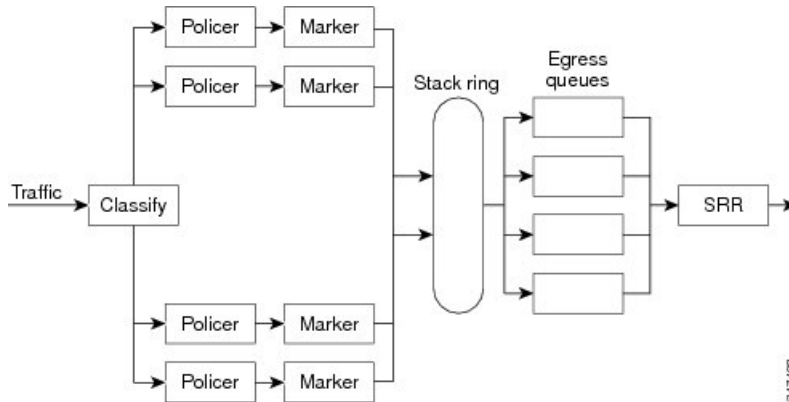 Policer
Marker
Policer
Marker
Egress
queues
Stack ring
Traffic
Classify
SRR
Policer
Marker
Policer
Marker